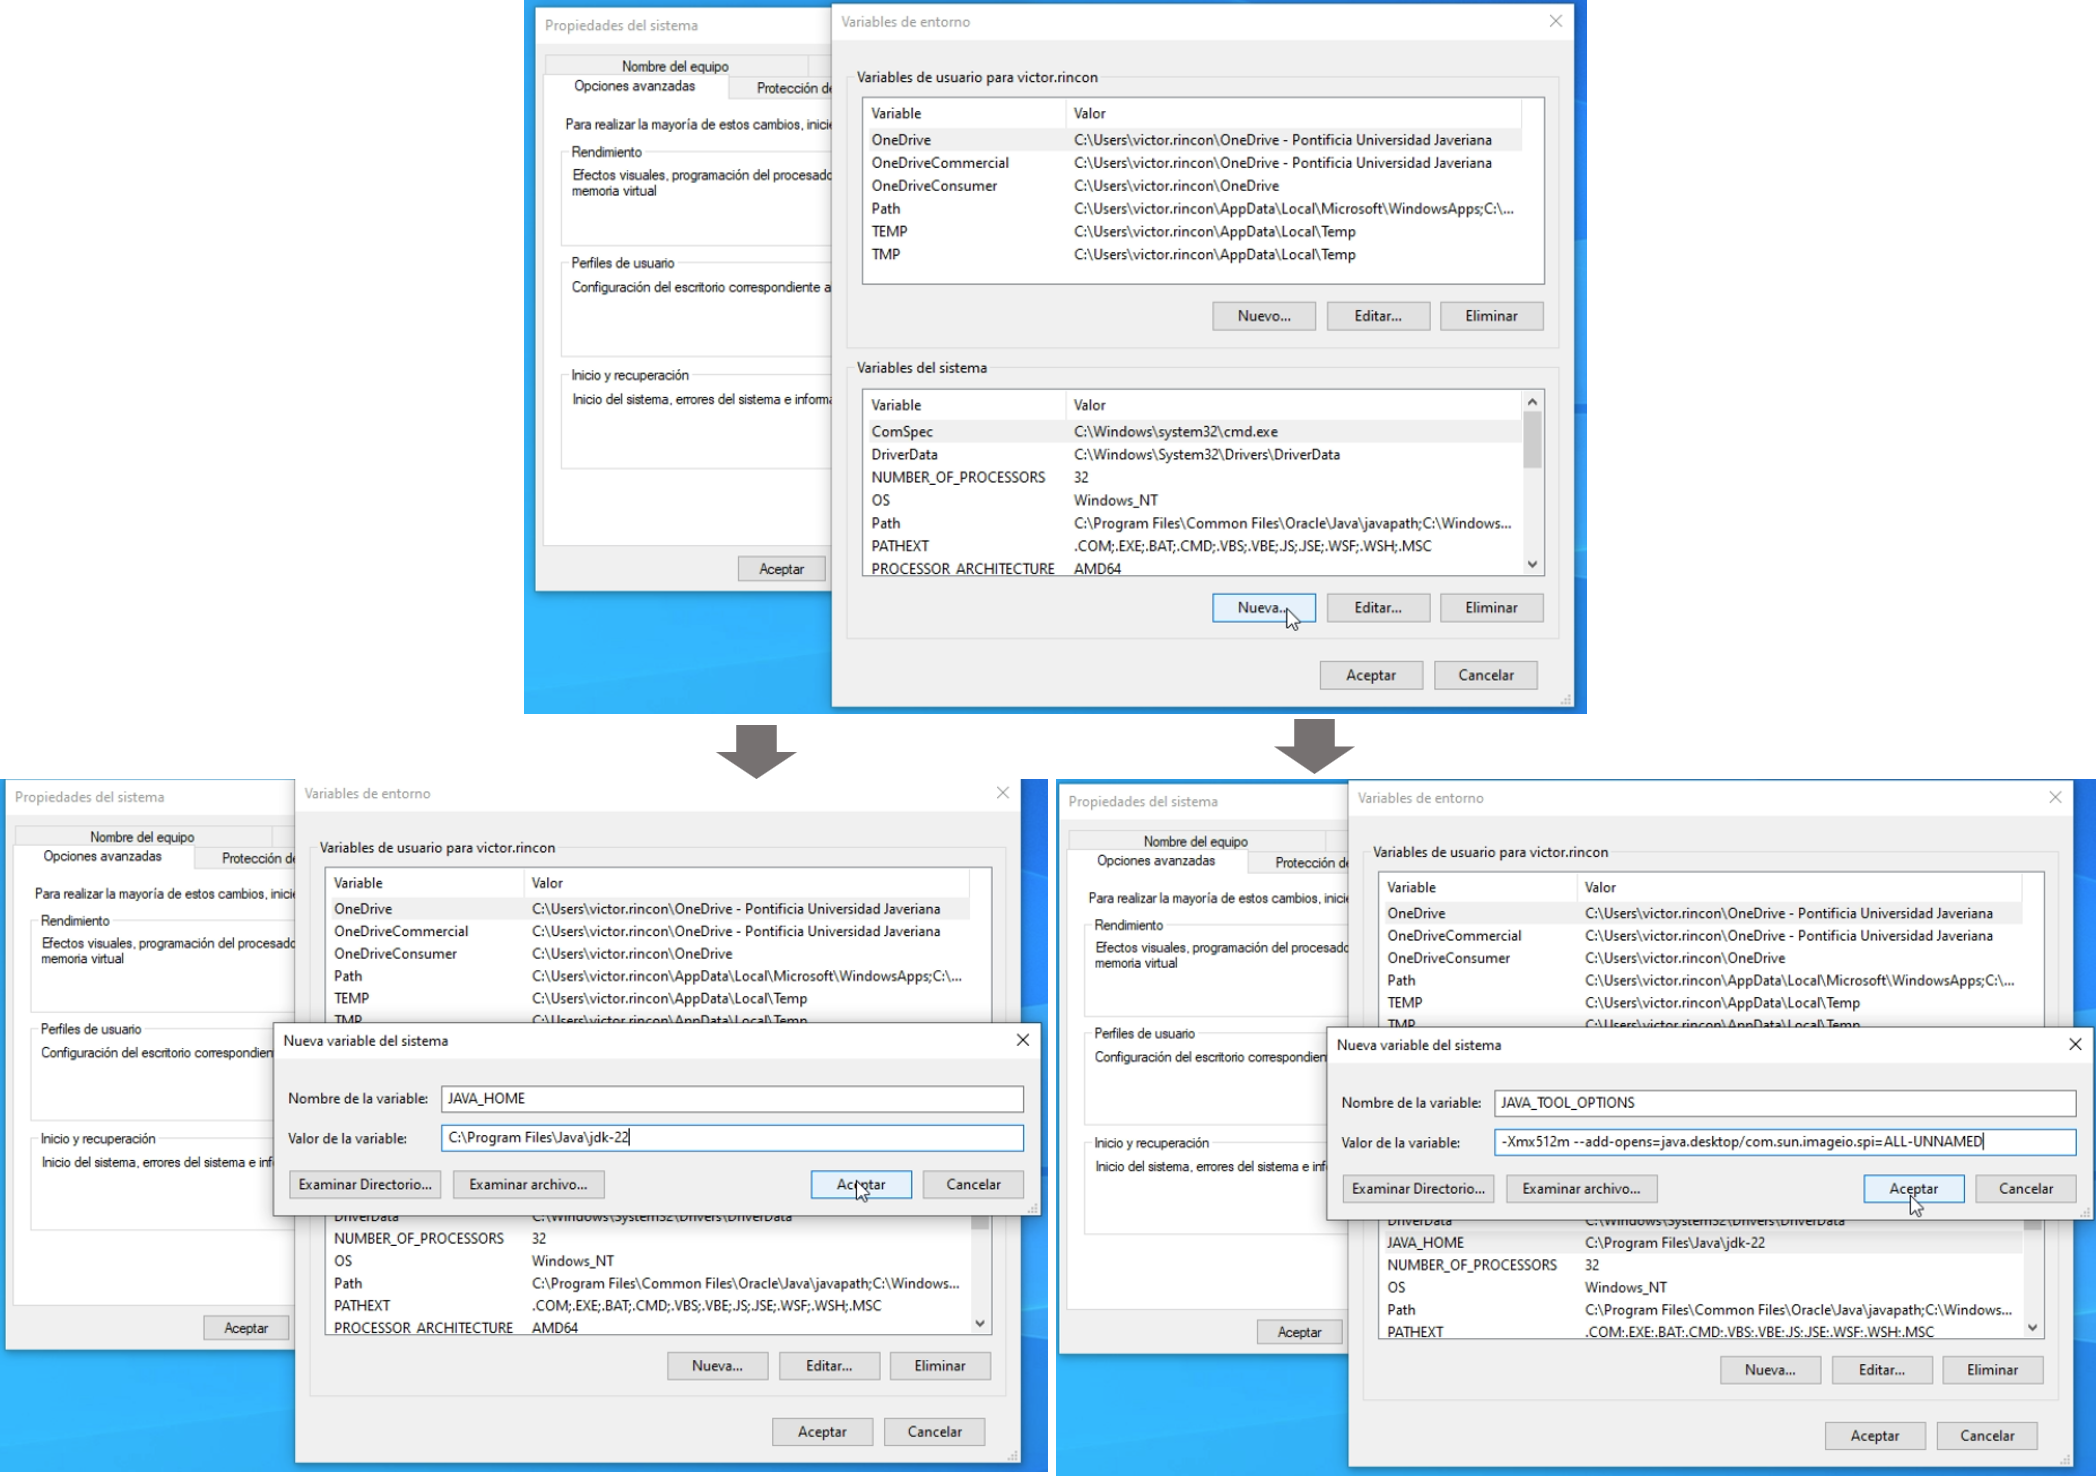 Propiedades del sistema
Nombre del equipo
Opciones avanzadas
Protección de
Para realizar la mayoría de estos cambios, inicie
Rendimiento
Efectos visuales, programación del procesado
memoria virtual
Perfiles de usuario
Configuración del escritorio correspondiente a
Inicio y recuperación
Inicio del sistema, errores del sistema e informa
Aceptar
Variables de entorno
Variables de usuario para victor.rincon
Variable Valor
OneDrive C:\Users\victor.rincon\OneDrive - Pontificia Universidad Javeriana
OneDriveCommercial C:\Users\victor.rincon\OneDrive - Pontificia Universidad Javeriana
OneDriveConsumer C:\Users\victor.rincon\OneDrive
Path C:\Users\victor.rincon\AppData\Local\Microsoft\WindowsApps;C:\...
TEMP C:\Users\victor.rincon\AppData\Local\Temp
TMP C:\Users\victor.rincon\AppData\Local\Temp
Nuevo... Editar... Eliminar
Variables del sistema
Variable Valor
ComSpec C:\Windows\system32\cmd.exe
DriverData C:\Windows\System32\Drivers\DriverData
NUMBER_OF_PROCESSORS 32
OS Windows_NT
Path C:\Program Files\Common Files\Oracle\Java\javapath;C:\Windows...
PATHEXT .COM;.EXE;.BAT;.CMD;.VBS;.VBE;.JS;.JSE;.WSF;.WSH;.MSC
PROCESSOR_ARCHITECTURE AMD64
Nueva... Editar... Eliminar
Aceptar Cancelar
Propiedades del sistema
Nombre del equipo
Opciones avanzadas
Protección de
Para realizar la mayoría de estos cambios, inicie
Rendimiento
Efectos visuales, programación del procesado
memoria virtual
Perfiles de usuario
Configuración del escritorio correspondien
Inicio y recuperación
Inicio del sistema, errores del sistema e inf
Aceptar
Variables de entorno
Variables de usuario para victor.rincon
Variable Valor
OneDrive C:\Users\victor.rincon\OneDrive - Pontificia Universidad Javeriana
OneDriveCommercial C:\Users\victor.rincon\OneDrive - Pontificia Universidad Javeriana
OneDriveConsumer C:\Users\victor.rincon\OneDrive
Path C:\Users\victor.rincon\AppData\Local\Microsoft\WindowsApps;C:\...
TEMP C:\Users\victor.rincon\AppData\Local\Temp
TMP C:\Users\victor.rincon\AppData\Local\Temp
Nueva variable del sistema
Nombre de la variable: JAVA_HOME
Valor de la variable: C:\Program Files\Java\jdk-22
Examinar Directorio... Examinar archivo... Aceptar Cancelar
DriverData C:\Windows\System32\Drivers\DriverData
NUMBER_OF_PROCESSORS 32
OS Windows_NT
Path C:\Program Files\Common Files\Oracle\Java\javapath;C:\Windows...
PATHEXT .COM;.EXE;.BAT;.CMD;.VBS;.VBE;.JS;.JSE;.WSF;.WSH;.MSC
PROCESSOR_ARCHITECTURE AMD64
Nueva... Editar... Eliminar
Aceptar Cancelar
Propiedades del sistema
Nombre del equipo
Opciones avanzadas
Protección de
Para realizar la mayoría de estos cambios, inicie
Rendimiento
Efectos visuales, programación del procesado
memoria virtual
Perfiles de usuario
Configuración del escritorio correspondien
Inicio y recuperación
Inicio del sistema, errores del sistema e inf
Aceptar
Variables de entorno
Variables de usuario para victor.rincon
Variable Valor
OneDrive C:\Users\victor.rincon\OneDrive - Pontificia Universidad Javeriana
OneDriveCommercial C:\Users\victor.rincon\OneDrive - Pontificia Universidad Javeriana
OneDriveConsumer C:\Users\victor.rincon\OneDrive
Path C:\Users\victor.rincon\AppData\Local\Microsoft\WindowsApps;C:\...
TEMP C:\Users\victor.rincon\AppData\Local\Temp
TMP C:\Users\victor.rincon\AppData\Local\Temp
Nueva variable del sistema
Nombre de la variable: JAVA_TOOL_OPTIONS
Valor de la variable: -Xmx512m --add-opens=java.desktop/com.sun.imageio.spi=ALL-UNNAMED
Examinar Directorio... Examinar archivo... Aceptar Cancelar
DriverData C:\Windows\System32\Drivers\DriverData
JAVA_HOME C:\Program Files\Java\jdk-22
NUMBER_OF_PROCESSORS 32
OS Windows_NT
Path C:\Program Files\Common Files\Oracle\Java\javapath;C:\Windows...
PATHEXT .COM;.EXE;.BAT;.CMD;.VBS;.VBE;.JS;.JSE;.WSF;.WSH;.MSC
Nueva... Editar... Eliminar
Aceptar Cancelar